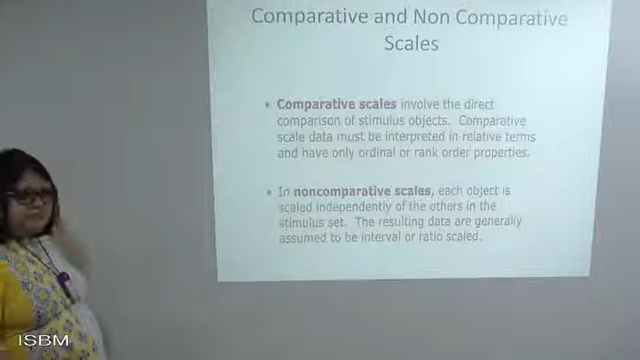 Comparative and Non Comparative
Scales
• Comparative scales involve the direct
comparison of stimulus objects. Comparative
scale data must be interpreted in relative terms
and have only ordinal or rank order properties.
• In noncomparative scales, each object is
scaled independently of the others in the
stimulus set. The resulting data are generally
assumed to be interval or ratio scaled.
ISBM